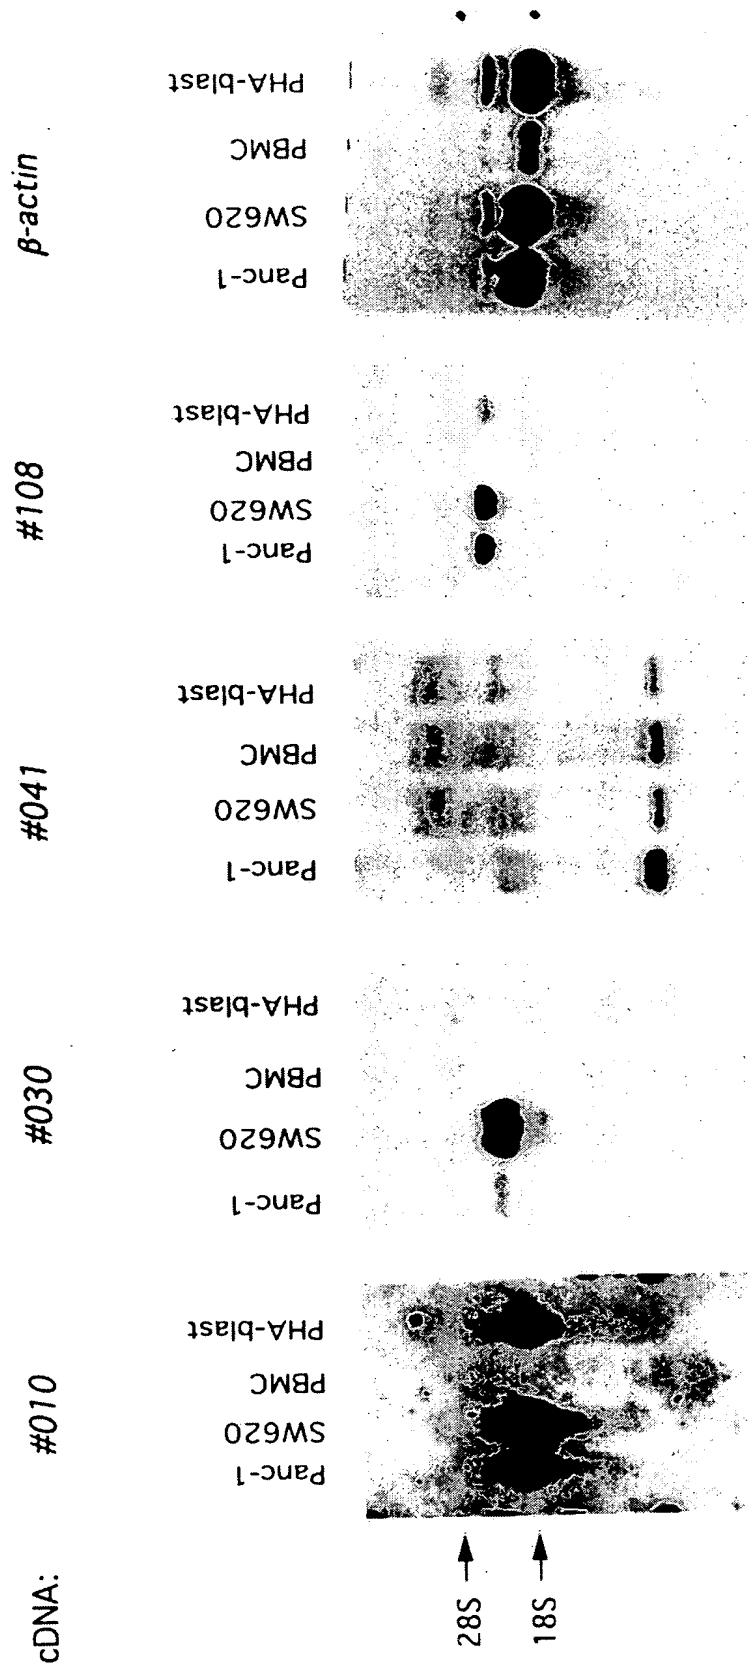 cDNA: #010 #030 #041 #108 β-actin
Panc-1 SW620 PBMC PHA-blast Panc-1 SW620 PBMC PHA-blast Panc-1 SW620 PBMC PHA-blast Panc-1 SW620 PBMC PHA-blast Panc-1 SW620 PBMC PHA-blast
28S
18S